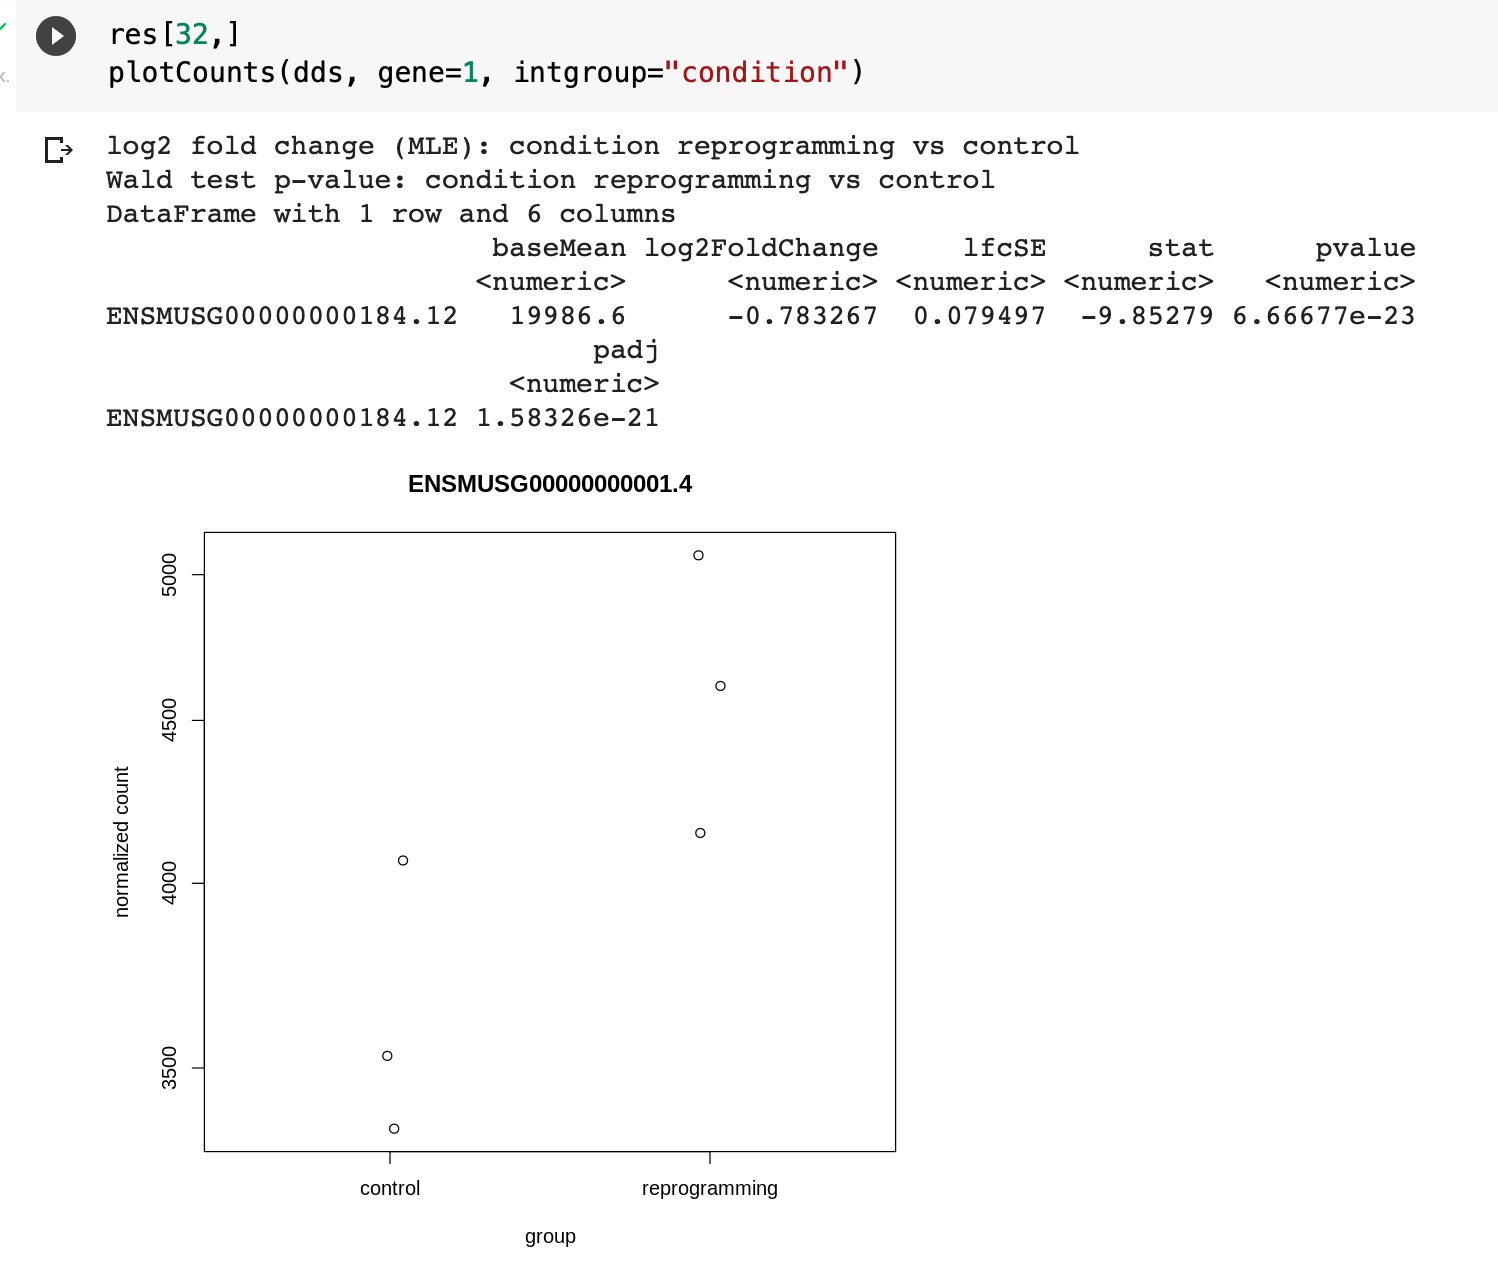 res[32,]
plotCounts(dds, gene=1, intgroup="condition")
log2 fold change (MLE): condition reprogramming vs control
Wald test p-value: condition reprogramming vs control
DataFrame with 1 row and 6 columns
baseMean log2FoldChange lfcSE stat pvalue
<numeric> <numeric> <numeric> <numeric> <numeric>
ENSMUSG00000000184.12 19986.6 -0.783267 0.079497 -9.85279 6.66677e-23
padj
<numeric>
ENSMUSG00000000184.12 1.58326e-21
ENSMUSG00000000001.4
5000
4500
4000
3500
normalized count
control reprogramming
group